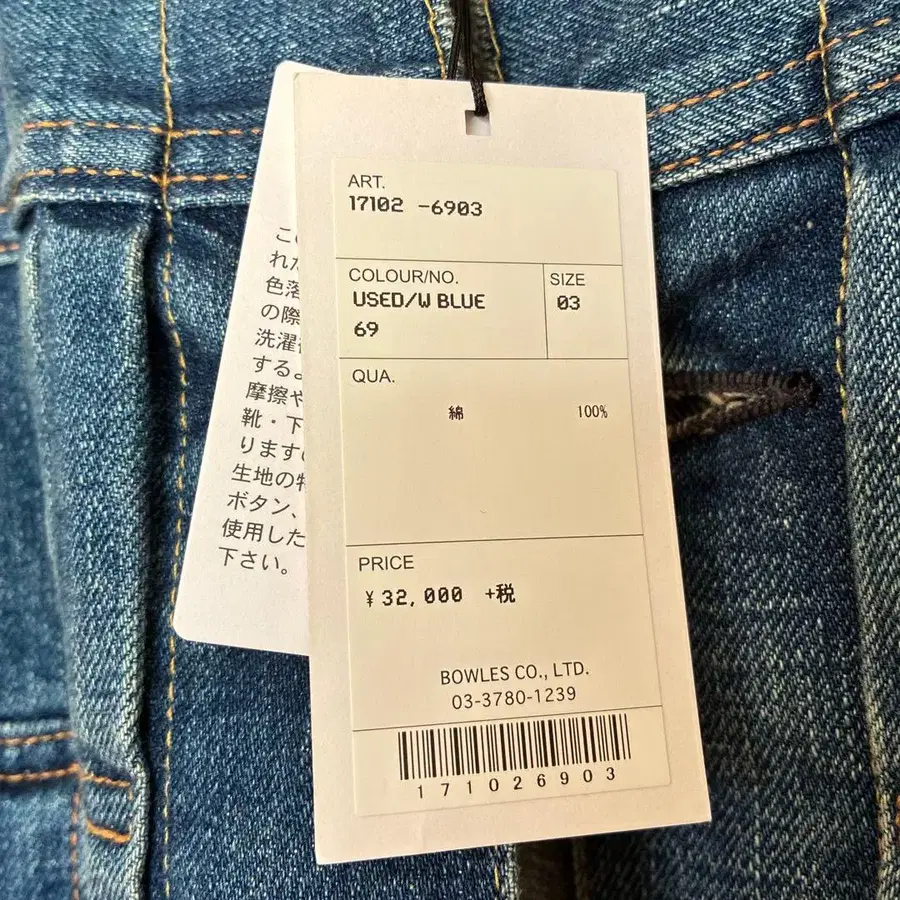 ART.
17102 -6903
COLOUR/NO.
USED/W BLUE
69
SIZE
03
QUA.
綿 100%
PRICE
¥32,000 +税
BOWLES CO., LTD.
03-3780-1239
171026903
こ
れた
色落
の際
洗濯
する
摩擦や
靴・下
ります
生地の特
ボタン、
使用した
下さい。